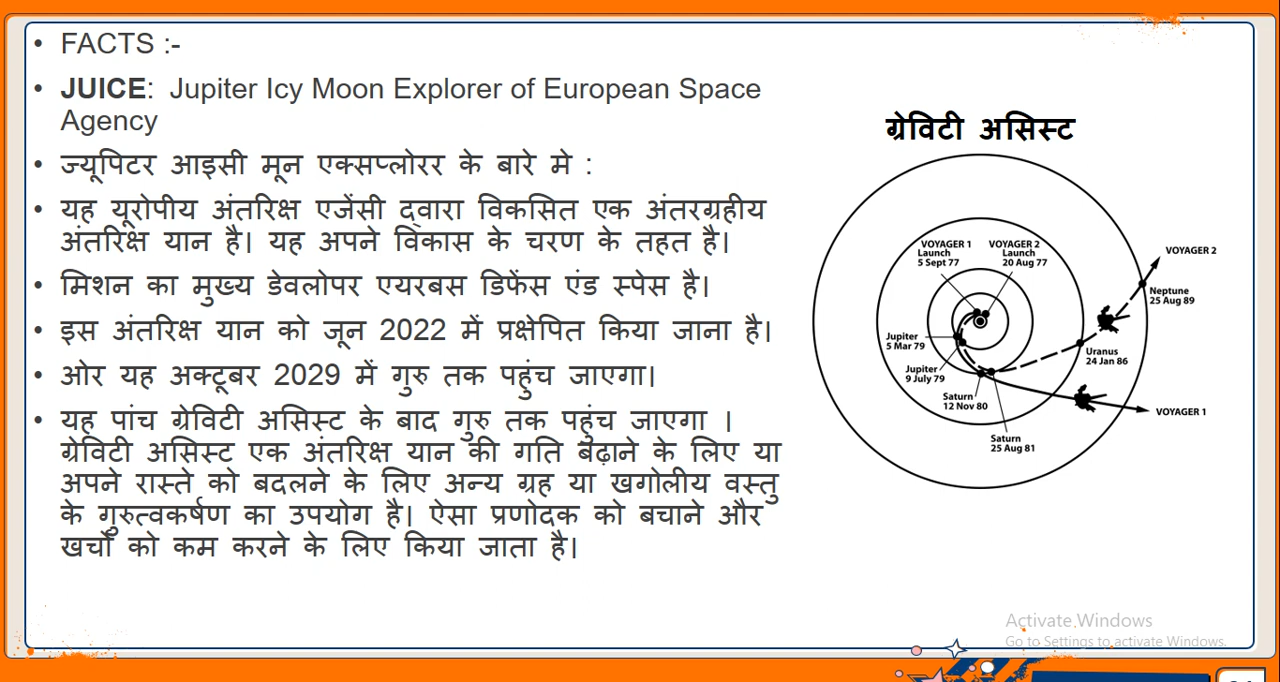 FACTS :-
JUICE: Jupiter Icy Moon Explorer of European Space
Agency
ज्यूपिटर आइसी मून एक्सप्लोरर के बारे मे :
यह यूरोपीय अंतरिक्ष एजेंसी द्वारा विकसित एक अंतरग्रहीय
अंतरिक्ष यान है। यह अपने विकास के चरण के तहत है।
मिशन का मुख्य डेवलोपर एयरबस डिफेंस एंड स्पेस है।
इस अंतरिक्ष यान को जून 2022 में प्रक्षेपित किया जाना है।
ओर यह अक्टूबर 2029 में गुरु तक पहुंच जाएगा।
यह पांच ग्रेविटी असिस्ट के बाद गुरु तक पहुंच जाएगा ।
ग्रेविटी असिस्ट एक अंतरिक्ष यान की गति बढ़ाने के लिए या
अपने रास्ते को बदलने के लिए अन्य ग्रह या खगोलीय वस्तु
के गुरुत्वकर्षण का उपयोग है। ऐसा प्रणोदक को बचाने और
खर्चों को कम करने के लिए किया जाता है।
ग्रेविटी असिस्ट
VOYAGER 1
Launch
5 Sept 77
VOYAGER 2
Launch
20 Aug 77
VOYAGER 2
Neptune
25 Aug 89
Jupiter
5 Mar 79
Uranus
24 Jan 86
Jupiter
9 July 79
Saturn
12 Nov 80
VOYAGER 1
Saturn
25 Aug 81
Activate Windows
Go to Settings to activate Windows.